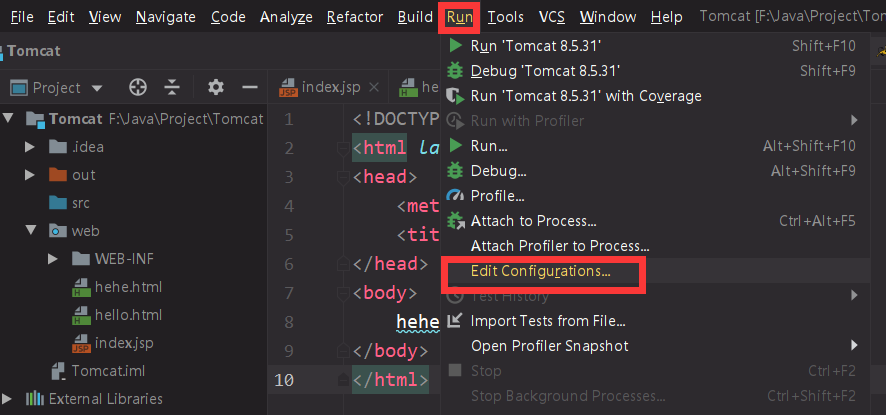 File Edit View Navigate Code Analyze Refactor Build Run Tools VCS Window Help Tomcat [F:\Java\Project\Tom
Tomcat
Project
index.jsp
he
Tomcat F:\Java\Project\Tomcat
.idea
out
src
web
WEB-INF
hehe.html
hello.html
index.jsp
Tomcat.iml
External Libraries
1 <!DOCTYP
2 <html la
3 <head>
4 <met
5 <tit
6 </head>
7 <body>
8 hehe
9 </body>
10 </html>
Run 'Tomcat 8.5.31' Shift+F10
Debug 'Tomcat 8.5.31' Shift+F9
Run 'Tomcat 8.5.31' with Coverage
Run with Profiler
Run... Alt+Shift+F10
Debug... Alt+Shift+F9
Profile...
Attach to Process... Ctrl+Alt+F5
Attach Profiler to Process...
Edit Configurations...
Test History
Import Tests from File...
Open Profiler Snapshot
Stop Ctrl+F2
Stop Background Processes... Ctrl+Shift+F2